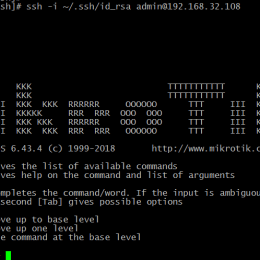 sh]# ssh -i ~/.ssh/id_rsa admin@192.168.32.108
KKK TTTTTTTTTTT K
KKK TTTTTTTTTTT K
I KKK KKK RRRRRR OOOOOO TTT III K
I KKKKK RRR RRR OOO OOO TTT III K
I KKK KKK RRRRRR OOO OOO TTT III K
I KKK KKK RRR RRR OOOOOO TTT III K
S 6.43.4 (c) 1999-2018 http://www.mikrotik.c
ves the list of available commands
ves help on the command and list of arguments
mpletes the command/word. If the input is ambiguou
second [Tab] gives possible options
ve up to base level
ve up one level
e command at the base level